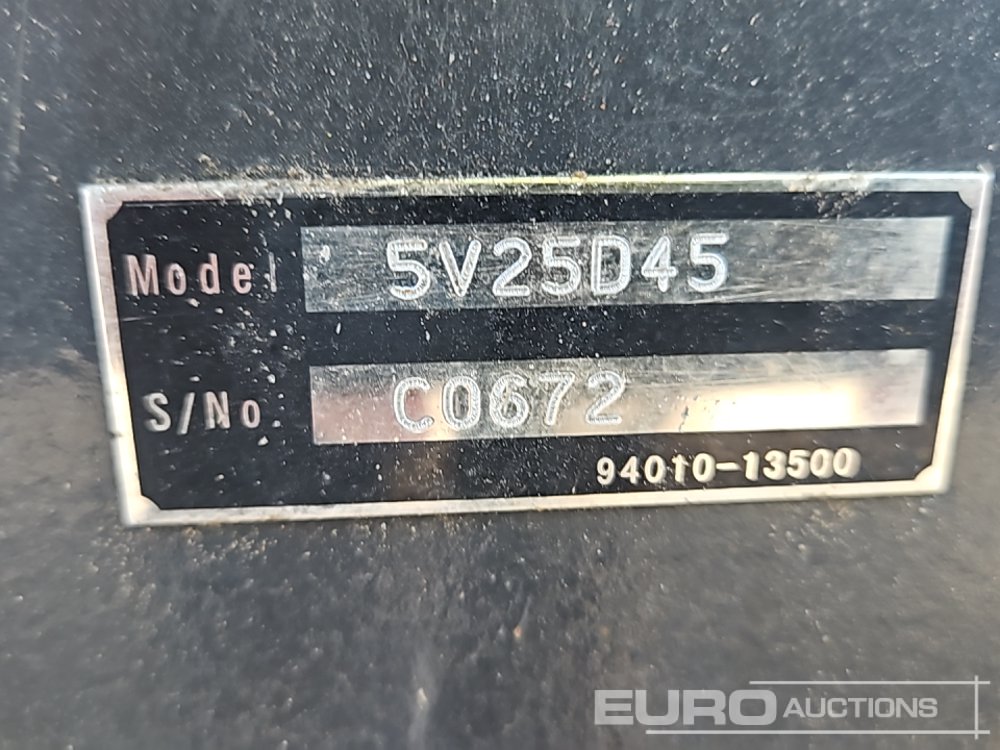 Model 5V25D45
S/No. C0672
94010-13500
EURO AUCTIONS